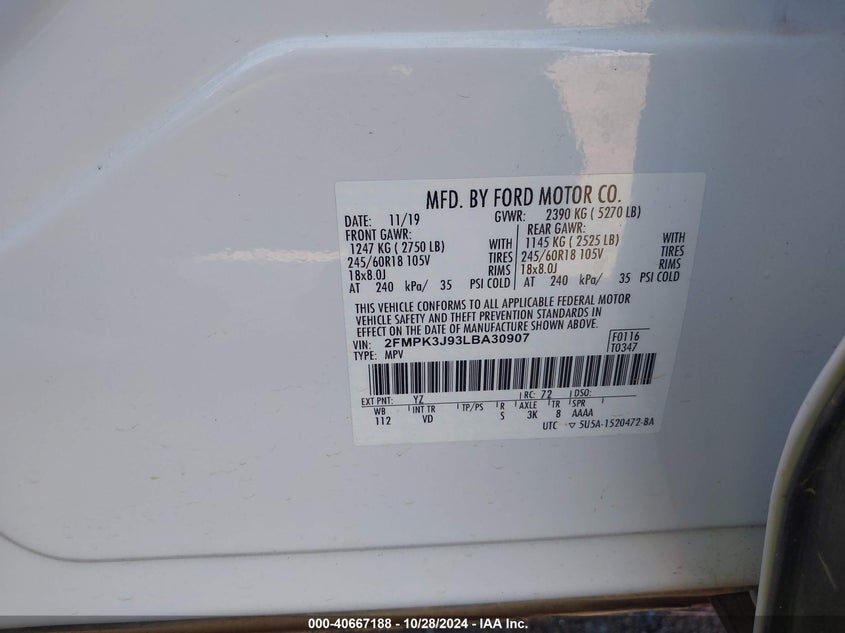 MFD. BY FORD MOTOR CO.
DATE: 11/19 GVWR: 2390 KG ( 5270 LB)
FRONT GAWR: REAR GAWR:
1247 KG ( 2750 LB) WITH 1145 KG ( 2525 LB) WITH
245/60R18 105V TIRES 245/60R18 105V TIRES
18x8.0J RIMS 18x8.0J RIMS
AT 240 kPa/ 35 PSI COLD AT 240 kPa/ 35 PSI COLD
THIS VEHICLE CONFORMS TO ALL APPLICABLE FEDERAL MOTOR
VEHICLE SAFETY AND THEFT PREVENTION STANDARDS IN
EFFECT ON THE DATE OF MANUFACTURE SHOWN ABOVE.
VIN: 2FMPK3J93LBA30907 F0116
TYPE: MPV T0347
EXT PNT: YZ RC: 72 DSO:
WB INT TR TP/PS R AXLE TR SPR
112 VD S 3K 8 AAAA
UTC ▽ 5U5A-1520472-BA
000-40667188 - 10/28/2024 - IAA Inc.